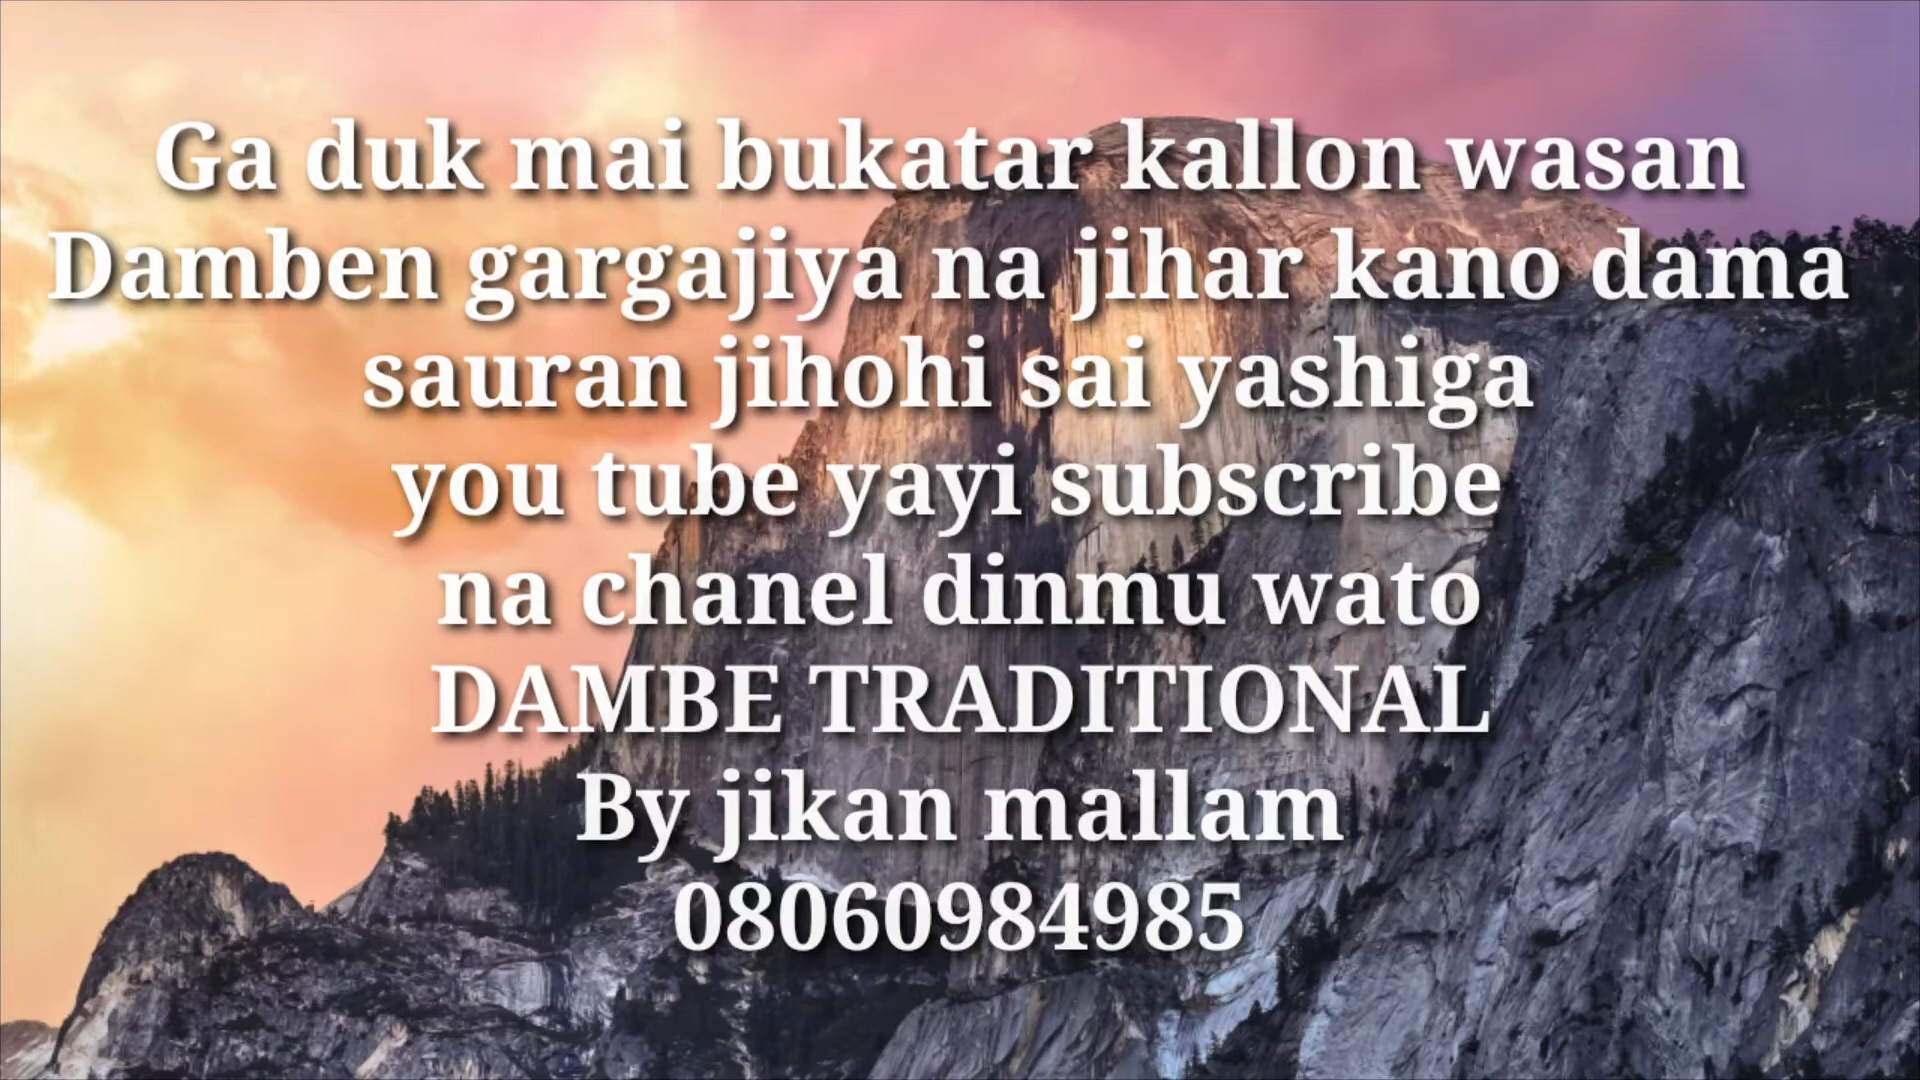 Ga duk mai bukatar kallon wasan
Damben gargajiya na jihar kano dama
sauran jihohi sai yashiga
you tube yayi subscribe
na chanel dinmu wato
DAMBE TRADITIONAL
By jikan mallam
08060984985